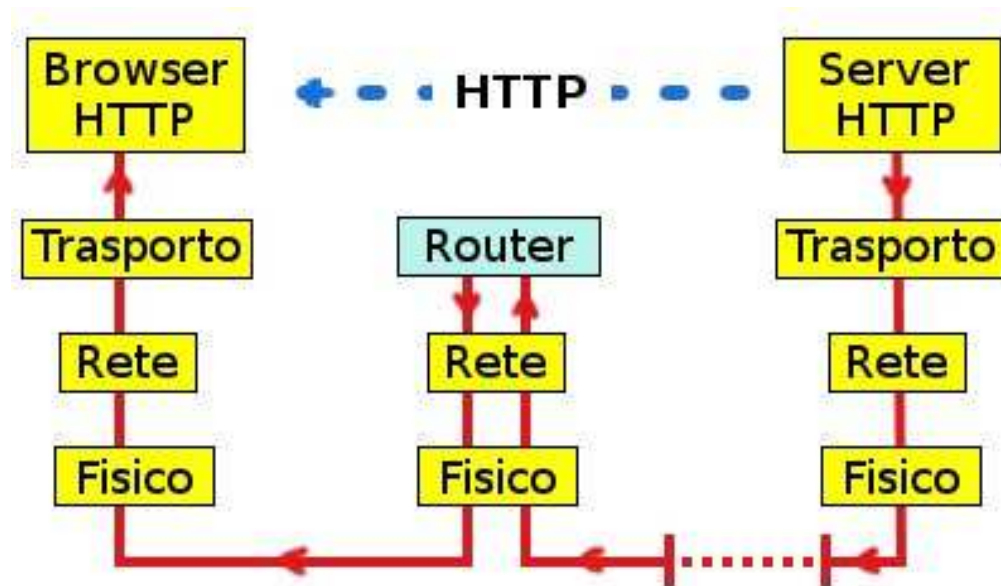 Browser
HTTP
HTTP
Server
HTTP
Trasporto
Router
Trasporto
Rete
Rete
Rete
Fisico
Fisico
Fisico